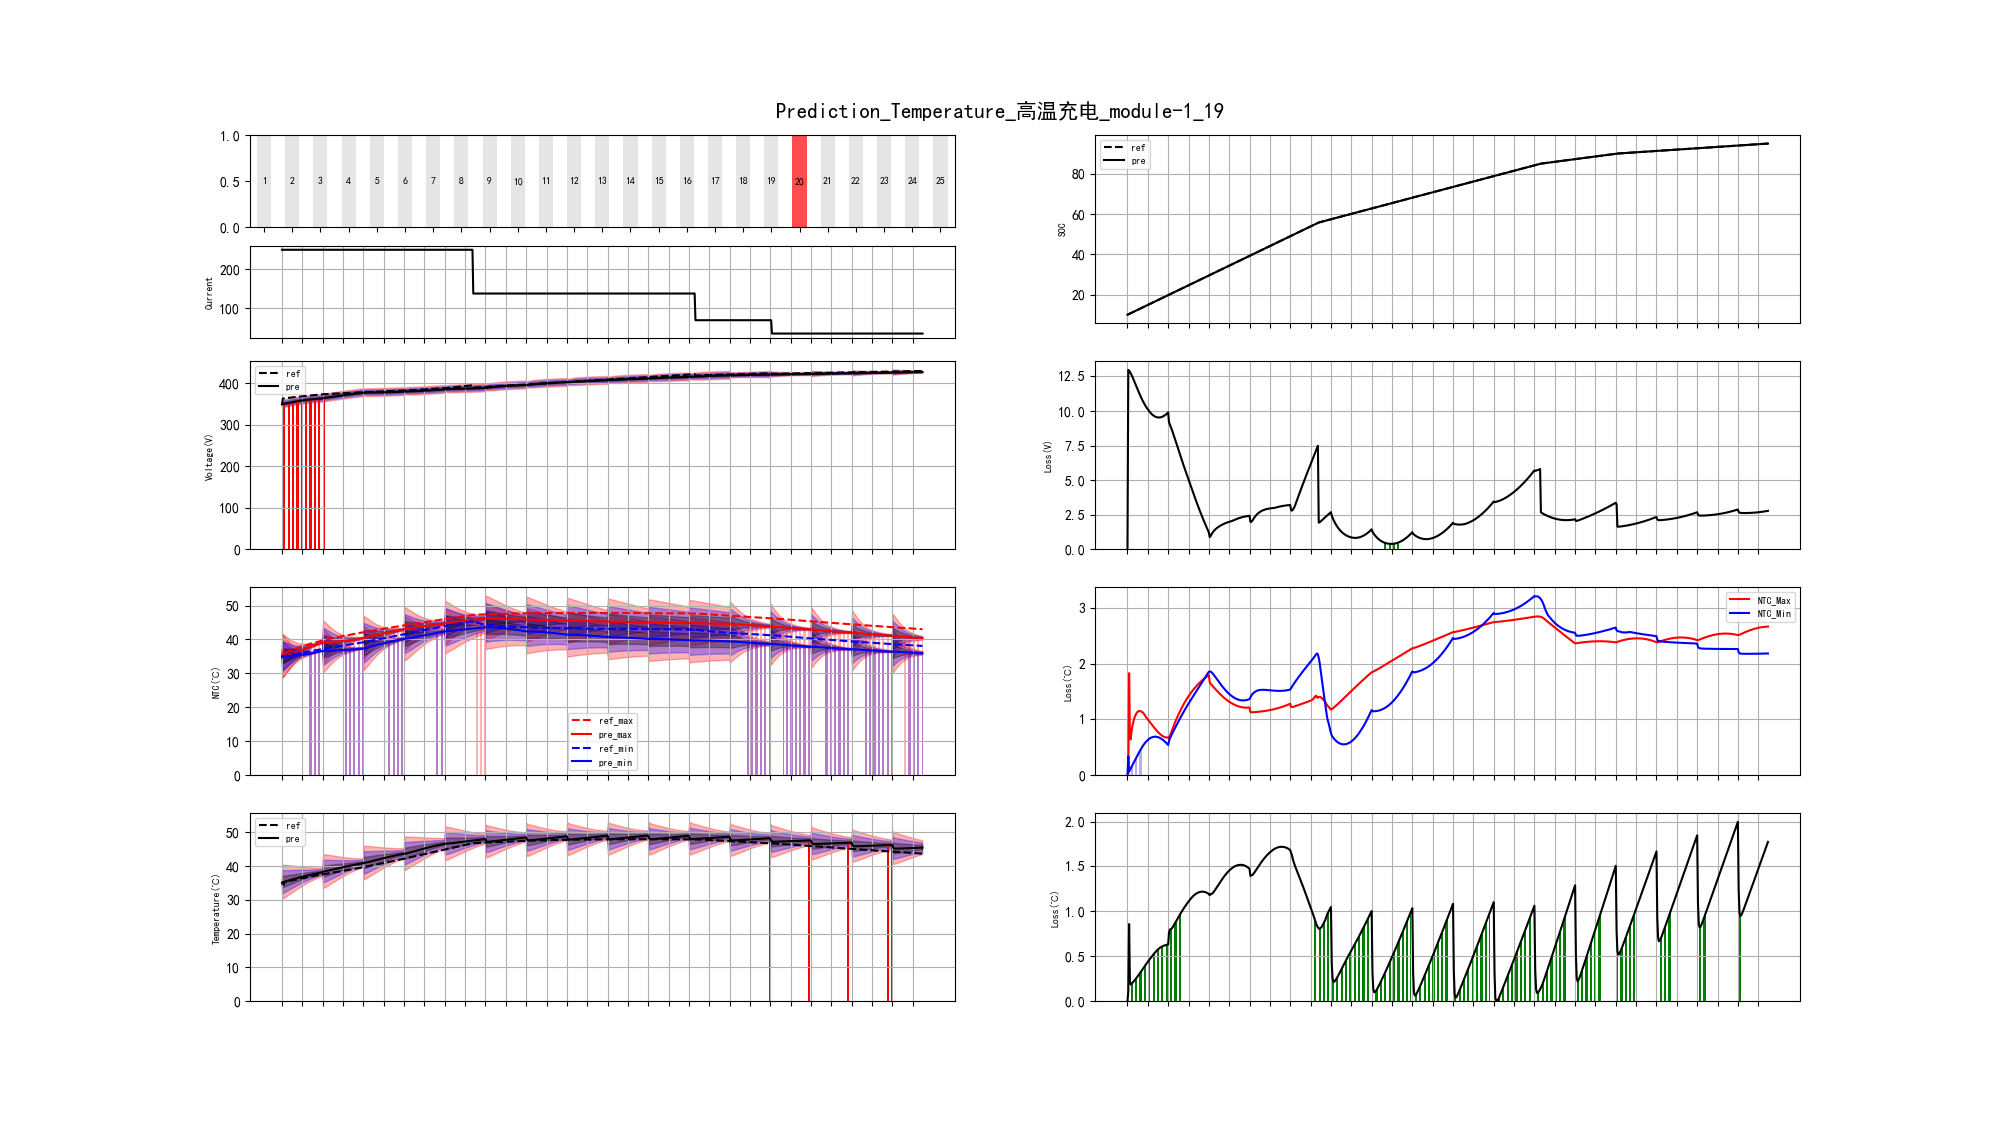 Prediction_Temperature_高温充电_module-1_19
1.0
0.5
0.0
1 2 3 4 5 6 7 8 9 10 11 12 13 14 15 16 17 18 19 20 21 22 23 24 25
Current
200
100
SOC
80
60
40
20
ref
pre
Voltage(V)
400
300
200
100
0
ref
pre
Loss(V)
12.5
10.0
7.5
5.0
2.5
0.0
NTC(℃)
50
40
30
20
10
0
ref_max
pre_max
ref_min
pre_min
Loss(℃)
3
2
1
0
NTC_Max
NTC_Min
Temperature(℃)
50
40
30
20
10
0
ref
pre
Loss(℃)
2.0
1.5
1.0
0.5
0.0